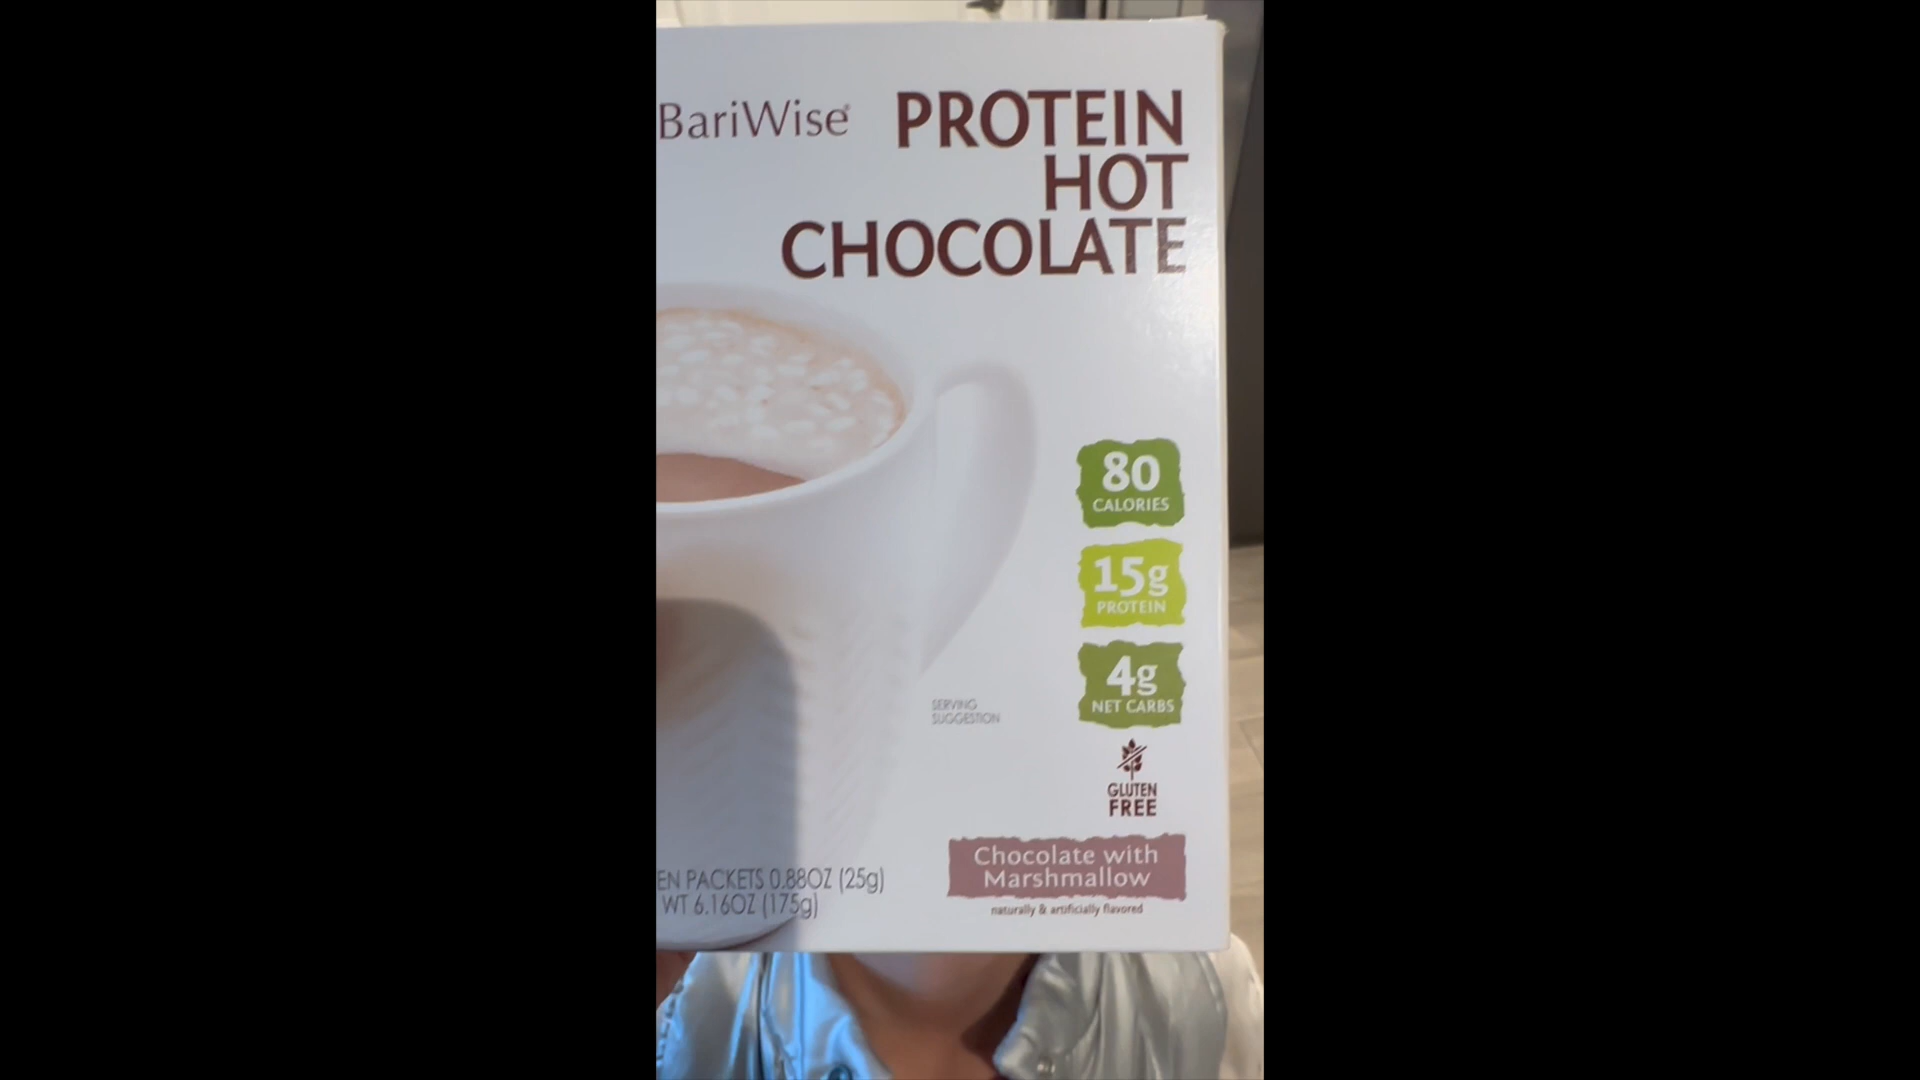 BariWise®
PROTEIN
HOT
CHOCOLATE
80
CALORIES
15g
PROTEIN
4g
NET CARBS
SERVING
SUGGESTION
GLUTEN
FREE
Chocolate with
Marshmallow
naturally & artificially flavored
EN PACKETS 0.88OZ (25g)
WT 6.16OZ (175g)